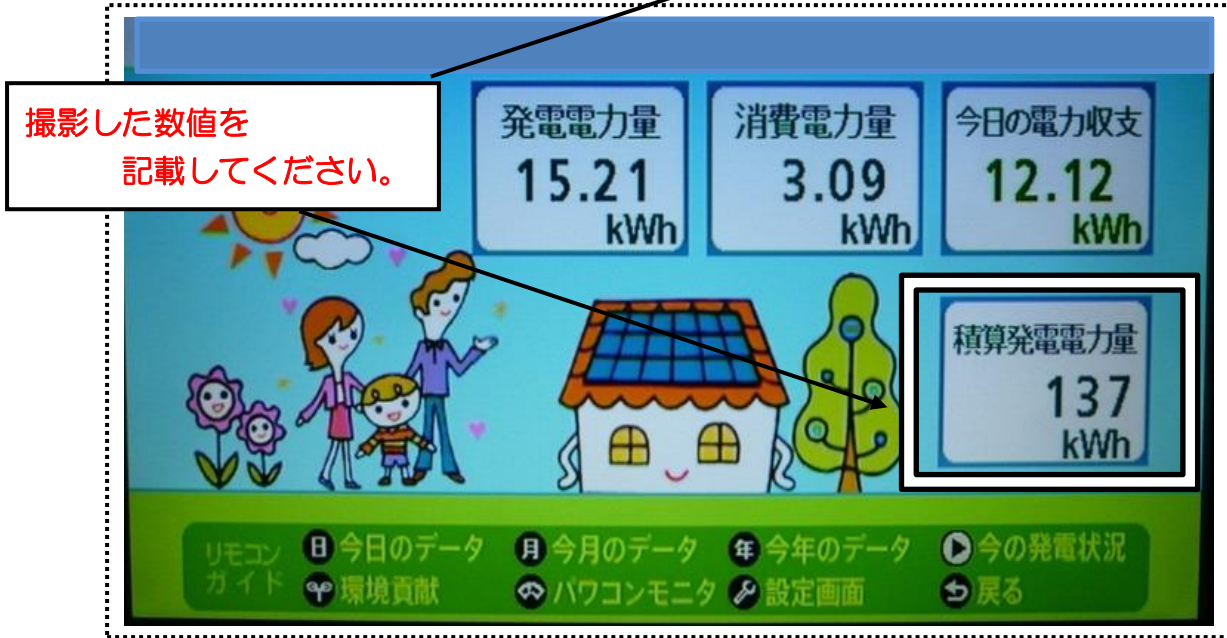 撮影した数値を
記載してください。
発電電力量
15.21
kWh
消費電力量
3.09
kWh
今日の電力収支
12.12
kWh
積算発電電力量
137
kWh
リモコン
ガイド
日 今日のデータ
月 今月のデータ
年 今年のデータ
今の発電状況
環境貢献
パワコンモニタ
設定画面
戻る